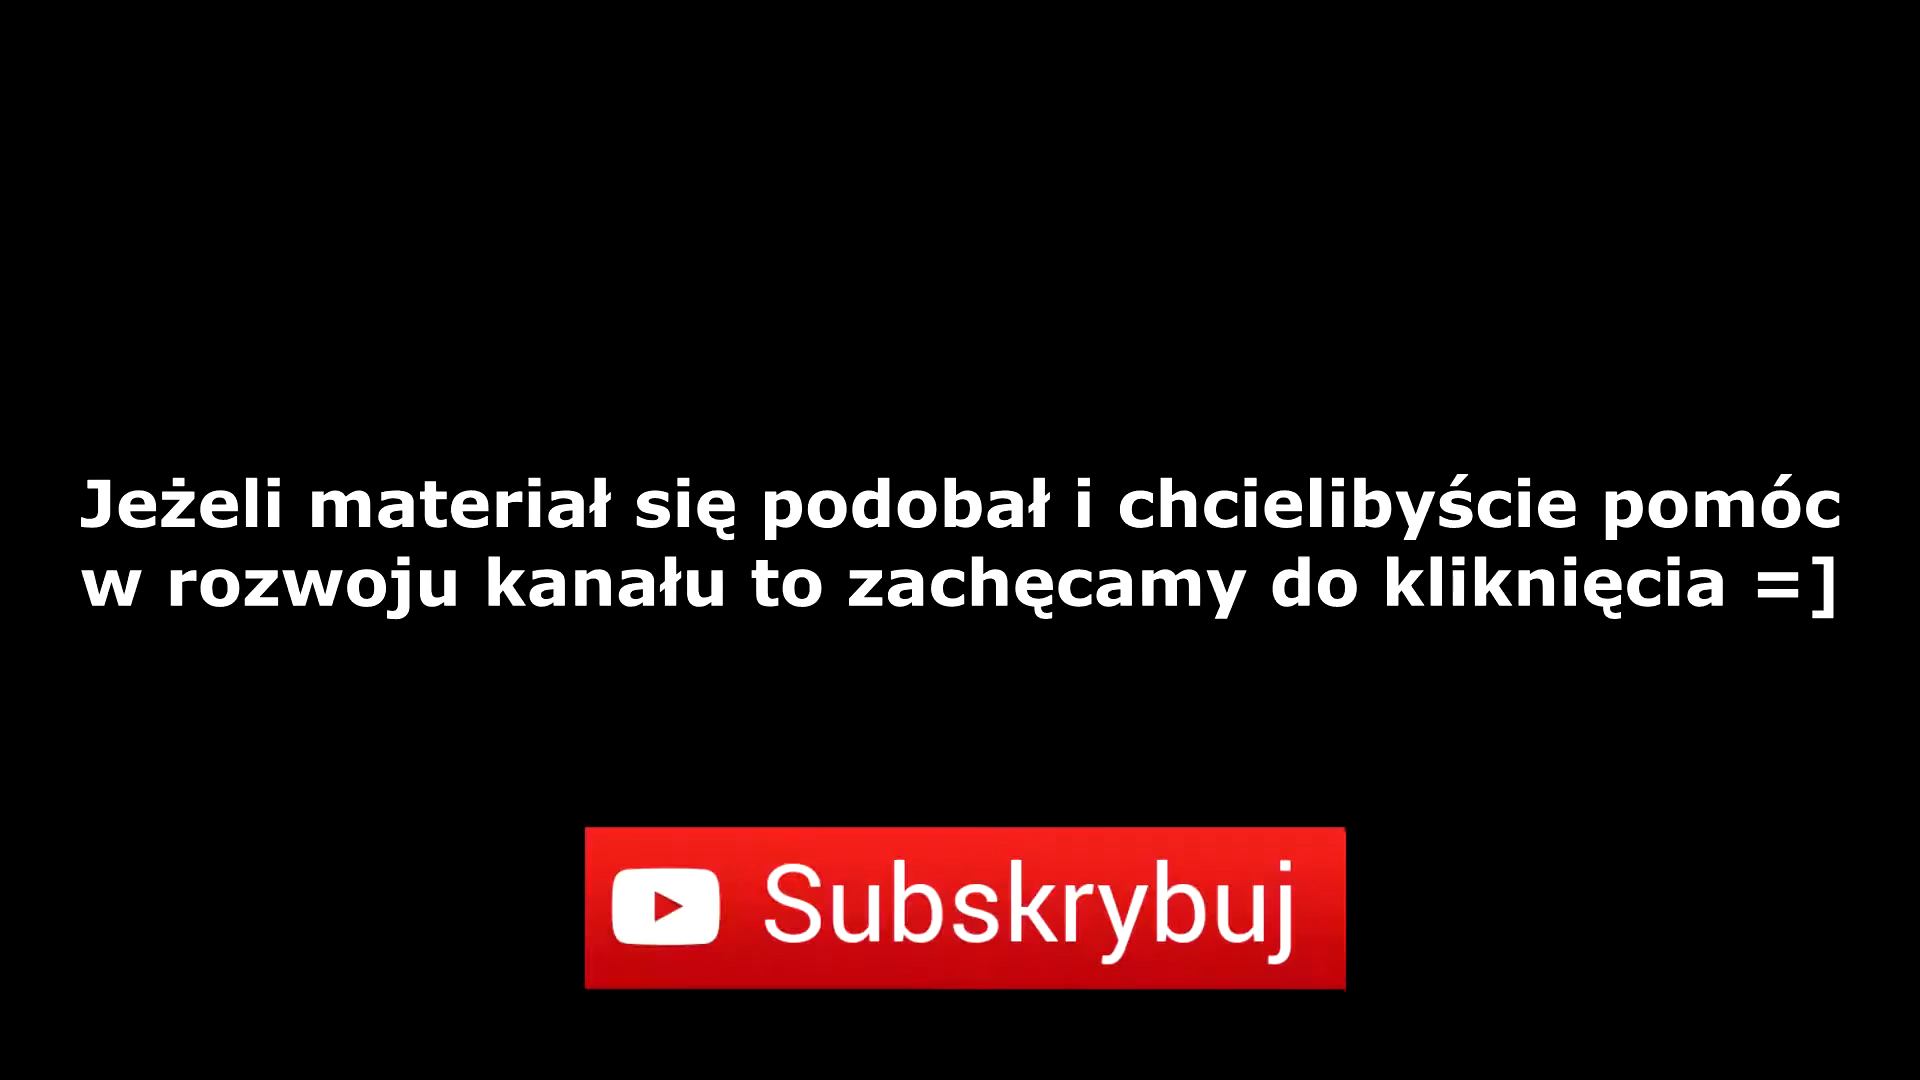 Jeżeli materiał się podobał i chcielibyście pomóc
w rozwoju kanału to zachęcamy do kliknięcia =]
Subskrybuj